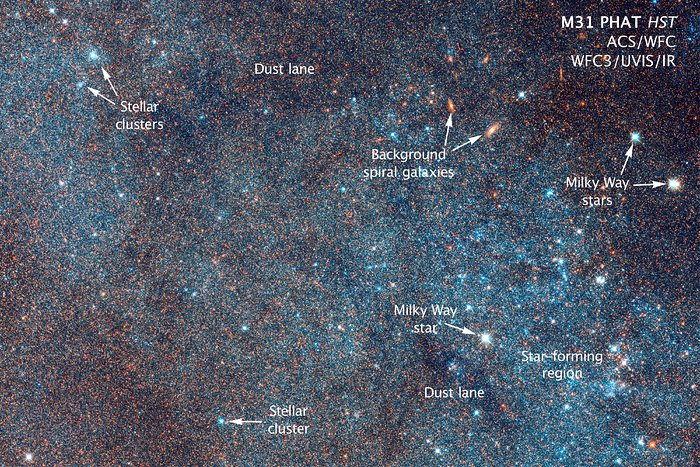 M31 PHAT HST
ACS/WFC
WFC3/UVIS/IR
Dust lane
Stellar
clusters
Background
spiral galaxies
Milky Way
stars
Milky Way
star
Star-forming
region
Dust lane
Stellar
cluster